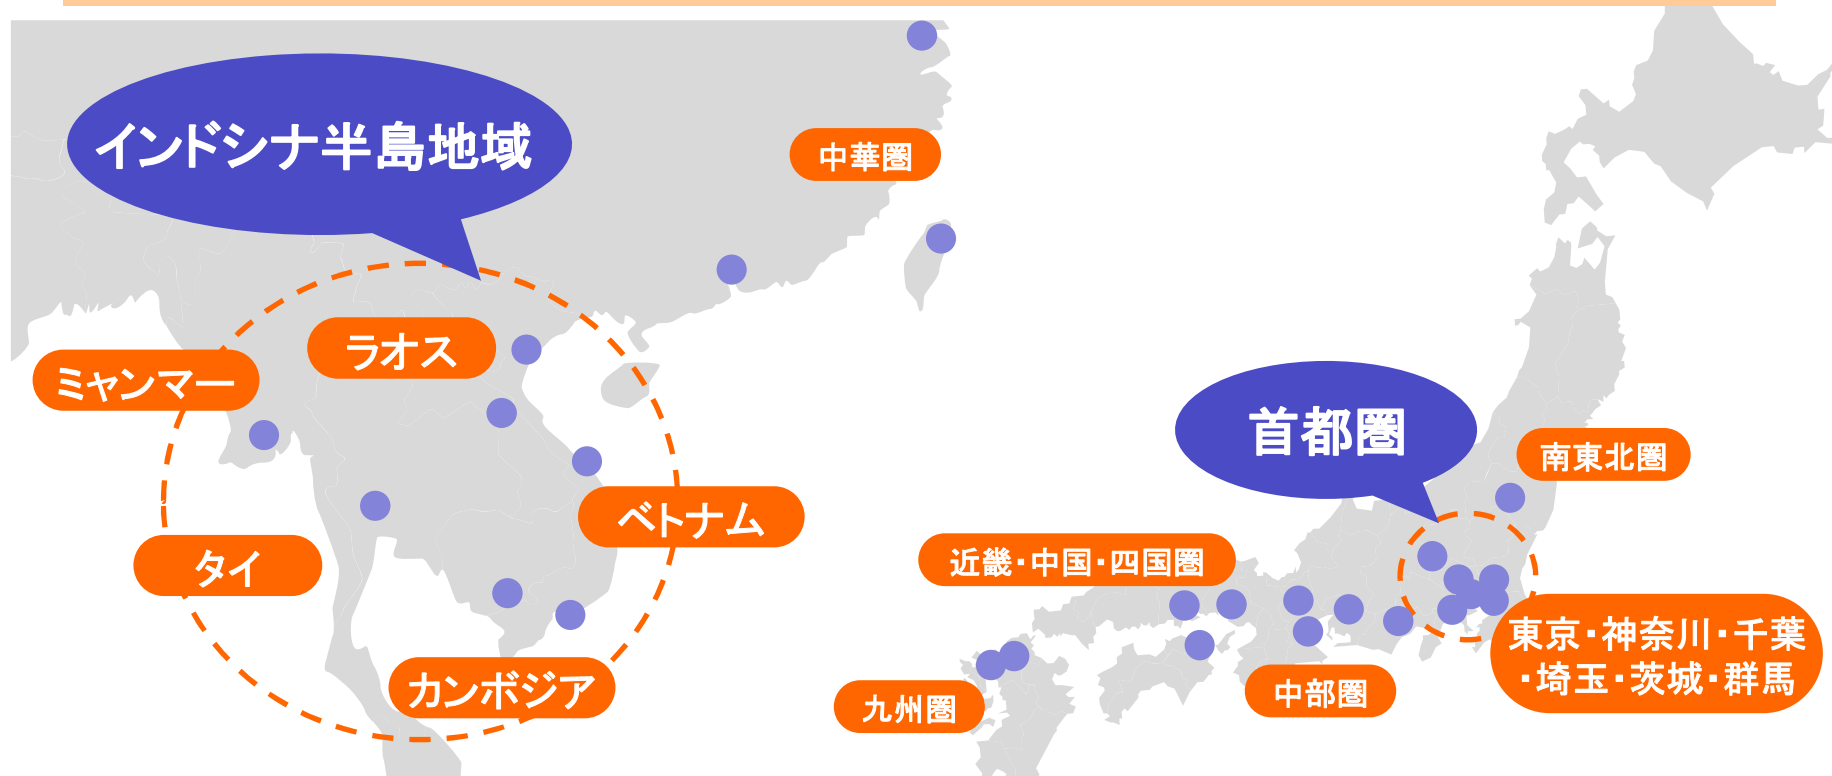 インドシナ半島地域
中華圏
ラオス
ミャンマー
ベトナム
タイ
カンボジア
首都圏
南東北圏
近畿・中国・四国圏
東京・神奈川・千葉
・埼玉・茨城・群馬
中部圏
九州圏